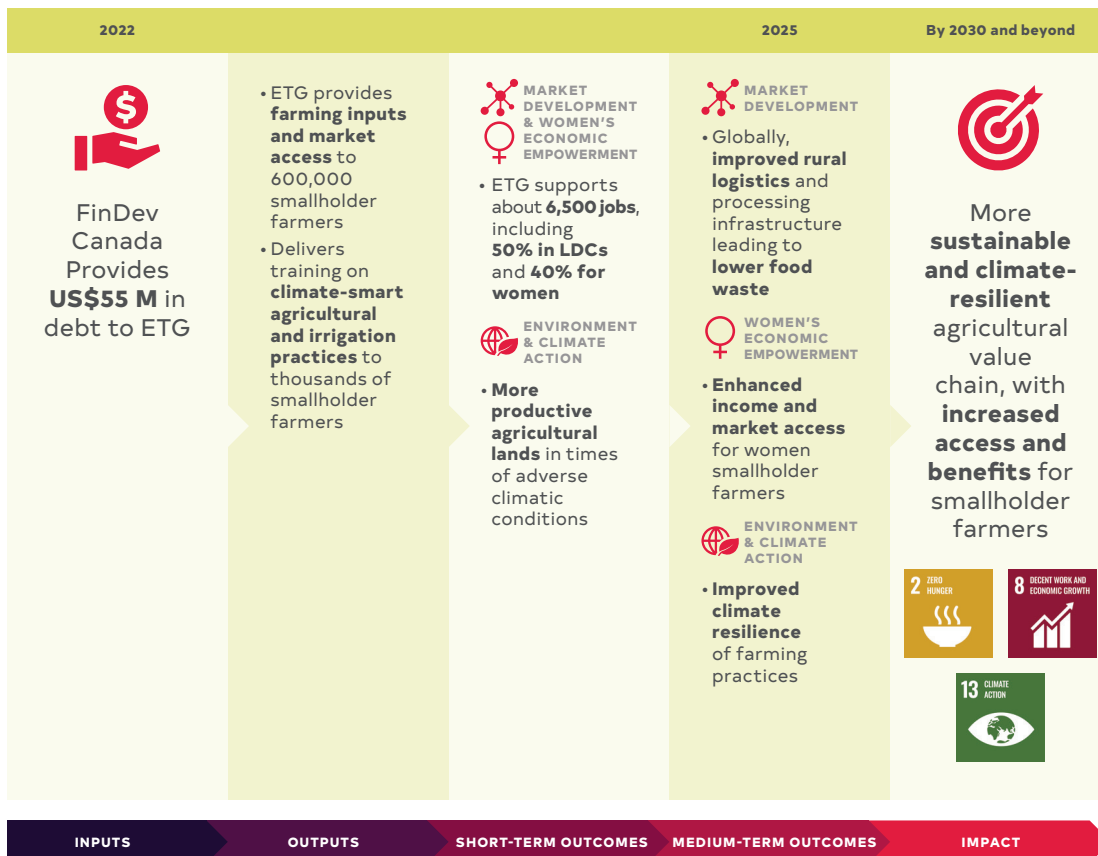 2022
2025
By 2030 and beyond
$
FinDev
Canada
Provides
US$55 M in
debt to ETG
• ETG provides
farming inputs
and market
access to
600,000
smallholder
farmers
• Delivers
training on
climate-smart
agricultural
and irrigation
practices to
thousands of
smallholder
farmers
MARKET
DEVELOPMENT
& WOMEN'S
ECONOMIC
EMPOWERMENT
• ETG supports
about 6,500 jobs,
including
50% in LDCs
and 40% for
women
ENVIRONMENT
& CLIMATE
ACTION
• More
productive
agricultural
lands in times
of adverse
climatic
conditions
MARKET
DEVELOPMENT
• Globally,
improved rural
logistics and
processing
infrastructure
leading to
lower food
waste
WOMEN'S
ECONOMIC
EMPOWERMENT
• Enhanced
income and
market access
for women
smallholder
farmers
ENVIRONMENT
& CLIMATE
ACTION
• Improved
climate
resilience
of farming
practices
More
sustainable
and climate-
resilient
agricultural
value
chain, with
increased
access and
benefits for
smallholder
farmers
2 ZERO
HUNGER
8 DECENT WORK AND
ECONOMIC GROWTH
13 CLIMATE
ACTION
INPUTS
OUTPUTS
SHORT-TERM OUTCOMES
MEDIUM-TERM OUTCOMES
IMPACT